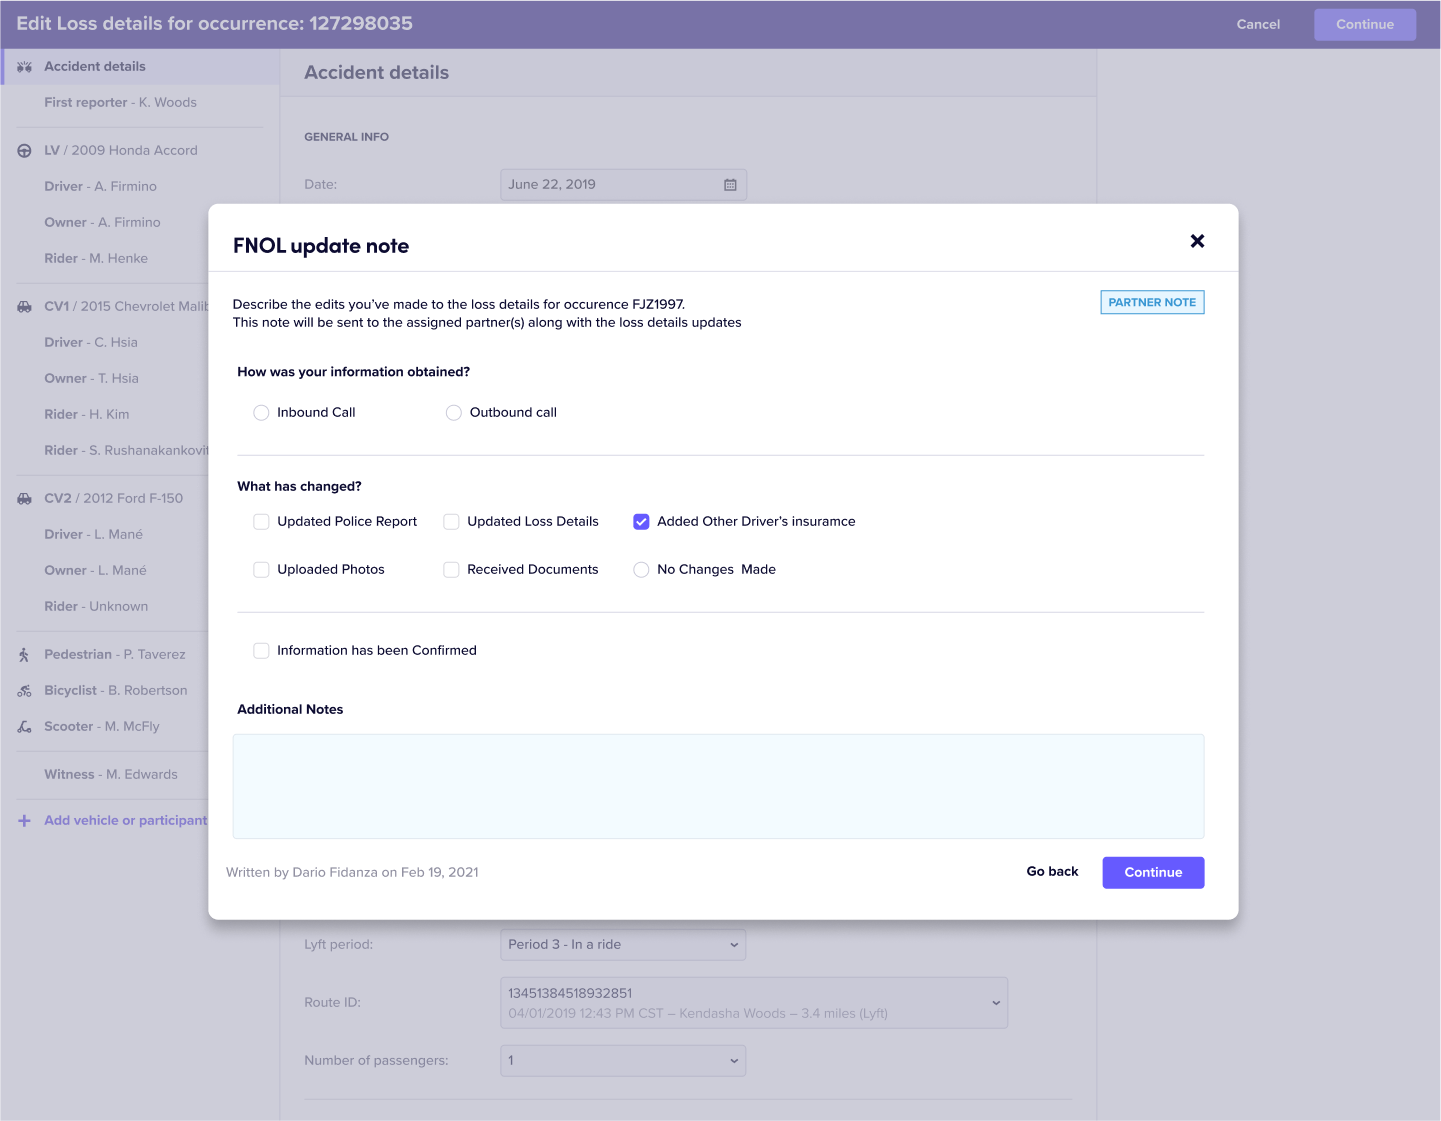 Edit Loss details for occurrence: 127298035
Cancel
Continue
Accident details
First reporter - K. Woods
LV / 2009 Honda Accord
Driver - A. Firmino
Owner - A. Firmino
Rider - M. Henke
CV1 / 2015 Chevrolet
Driver - C. Hsia
Owner - T. Hsia
Rider - H. Kim
Rider - S.
CV2 / 2012 Ford F-150
Driver - L. Mané
Owner - L. Mané
Rider - Unknown
Pedestrian - P. Taverez
Bicyclist - B. Robertson
Scooter - M. McFly
Witness - M. Edwards
Add vehicle or participant
Accident details
GENERAL INFO
Date:
June 22, 2019
FNOL update note
Describe the edits you've made to the loss details for occurence FJZ1997.
This note will be sent to the assigned partner(s) along with the loss details updates
PARTNER NOTE
How was your information obtained?
Inbound Call
Outbound call
What has changed?
Updated Police Report
Updated Loss Details
Added Other Driver's insuramce
Uploaded Photos
Received Documents
No Changes Made
Information has been Confirmed
Additional Notes
Written by Dario Fidanza on Feb 19, 2021
Go back
Continue
Lyft period:
Period 3 - In a ride
Route ID:
13451384518932851
04/01/2019 12:43 PM CST – Kendasha Woods – 3.4 miles (Lyft)
Number of passengers:
1